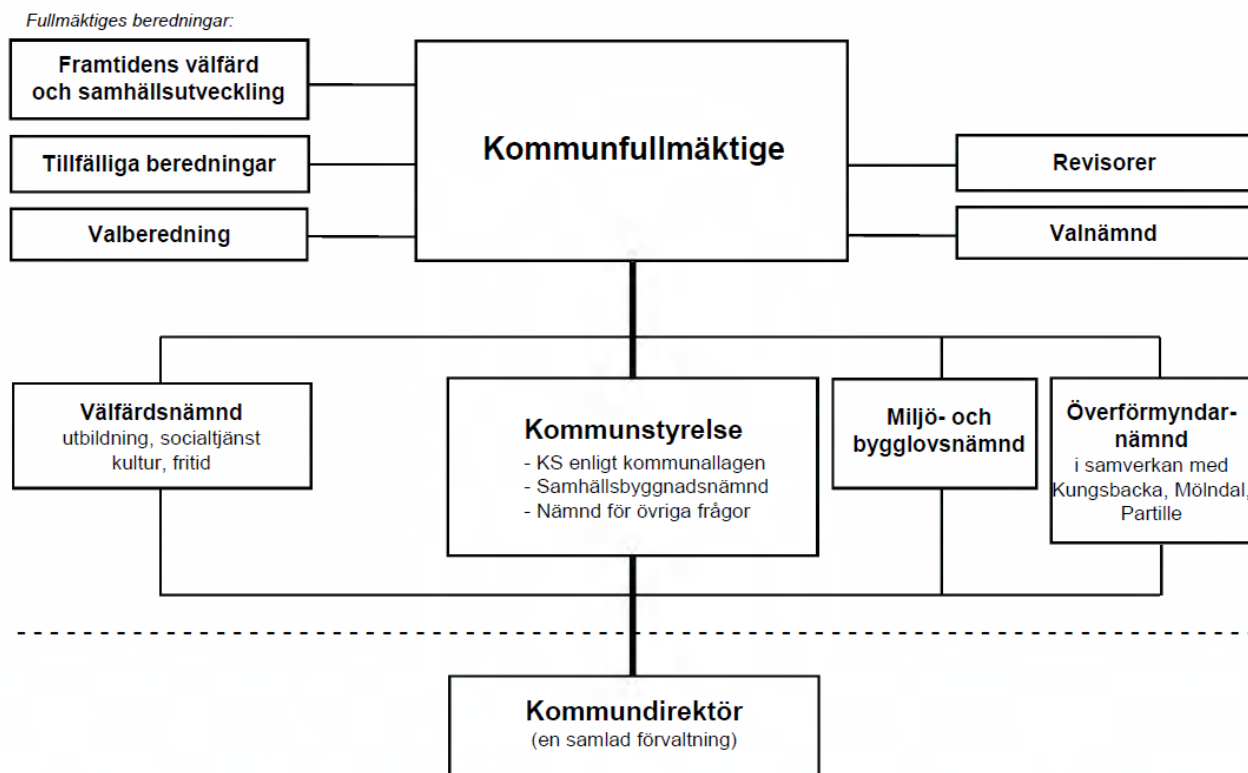 Fullmäktiges beredningar:
Framtidens välfärd
och samhällsutveckling
Tillfälliga beredningar
Valberedning
Kommunfullmäktige
Revisorer
Valnämnd
Välfärdsnämnd
utbildning, socialtjänst
kultur, fritid
Kommunstyrelse
- KS enligt kommunallagen
- Samhällsbyggnadsnämnd
- Nämnd för övriga frågor
Miljö- och
bygglovsnämnd
Överförmyndar-
nämnd
i samverkan med
Kungsbacka, Mölndal,
Partille
Kommundirektör
(en samlad förvaltning)